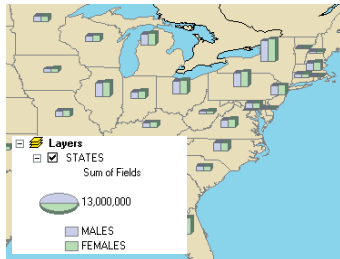 Layers
STATES
Sum of Fields
13,000,000
MALES
FEMALES